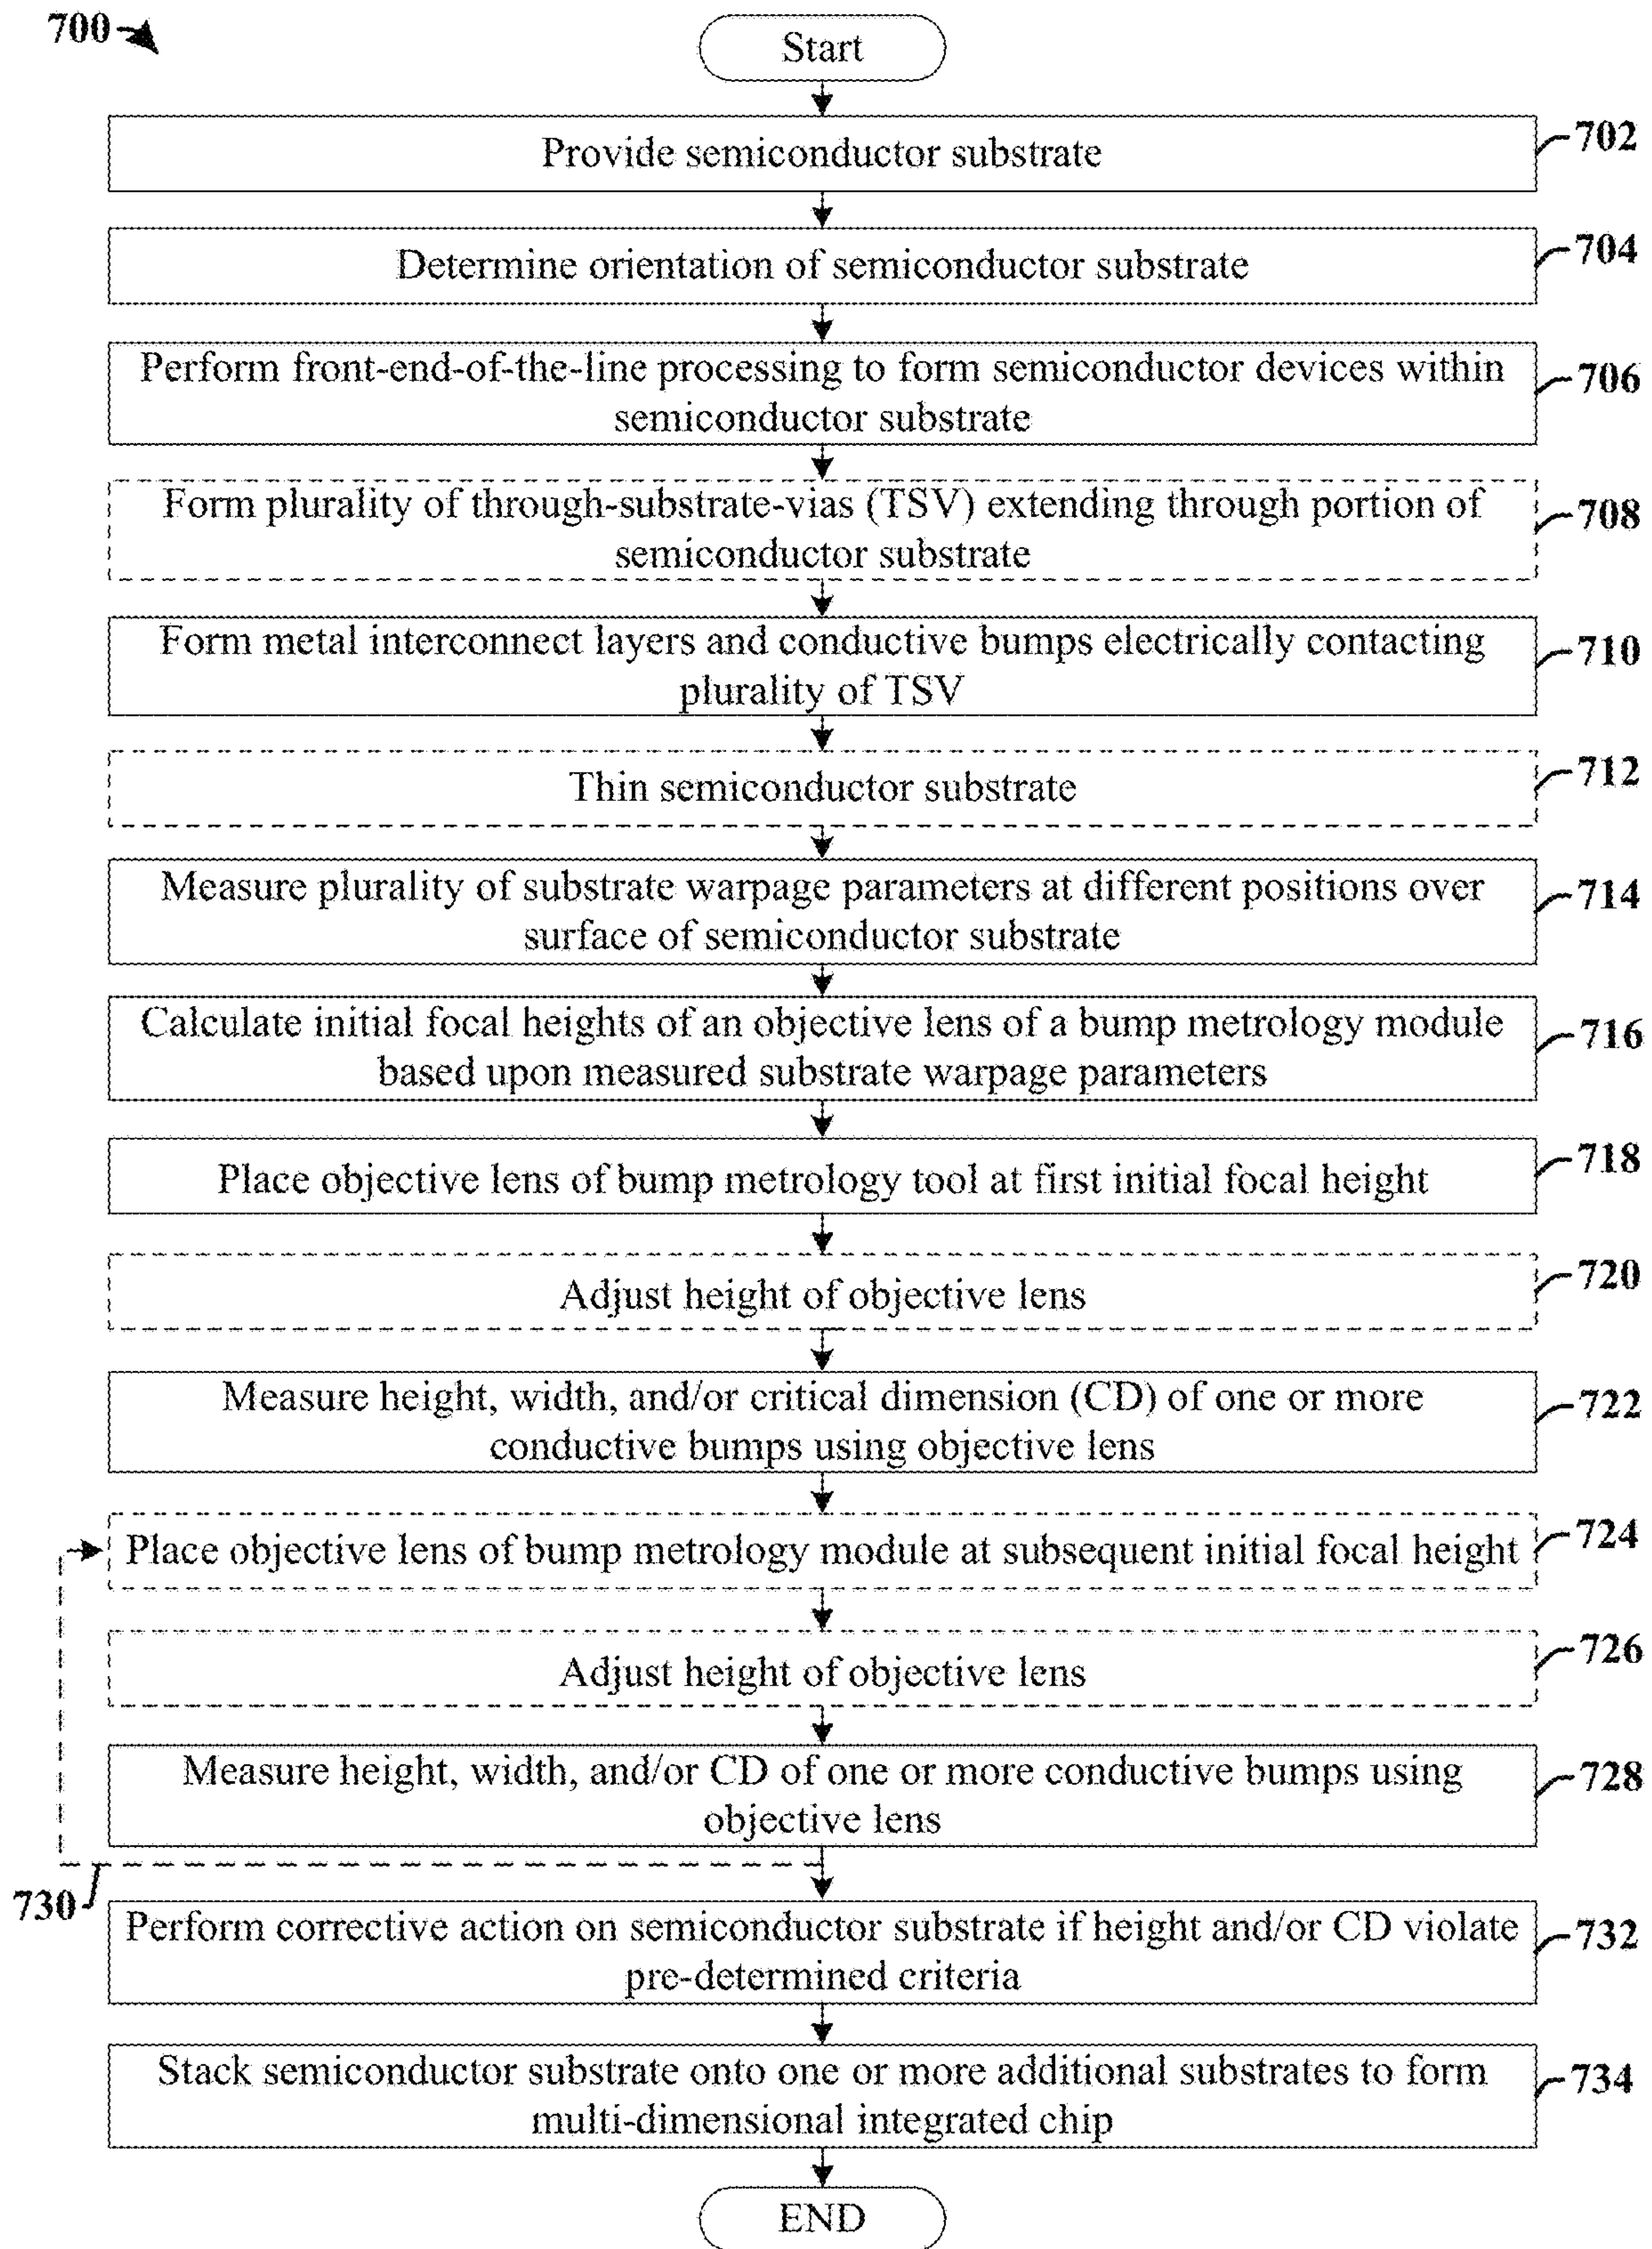 700
Start
Provide semiconductor substrate
702
Determine orientation of semiconductor substrate
704
Perform front-end-of-the-line processing to form semiconductor devices within
semiconductor substrate
706
Form plurality of through-substrate-vias (TSV) extending through portion of
semiconductor substrate
708
Form metal interconnect layers and conductive bumps electrically contacting
plurality of TSV
710
Thin semiconductor substrate
712
Measure plurality of substrate warpage parameters at different positions over
surface of semiconductor substrate
714
Calculate initial focal heights of an objective lens of a bump metrology module
based upon measured substrate warpage parameters
716
Place objective lens of bump metrology tool at first initial focal height
718
Adjust height of objective lens
720
Measure height, width, and/or critical dimension (CD) of one or more
conductive bumps using objective lens
722
Place objective lens of bump metrology module at subsequent initial focal height
724
Adjust height of objective lens
726
Measure height, width, and/or CD of one or more conductive bumps using
objective lens
728
730
Perform corrective action on semiconductor substrate if height and/or CD violate
pre-determined criteria
732
Stack semiconductor substrate onto one or more additional substrates to form
multi-dimensional integrated chip
734
END